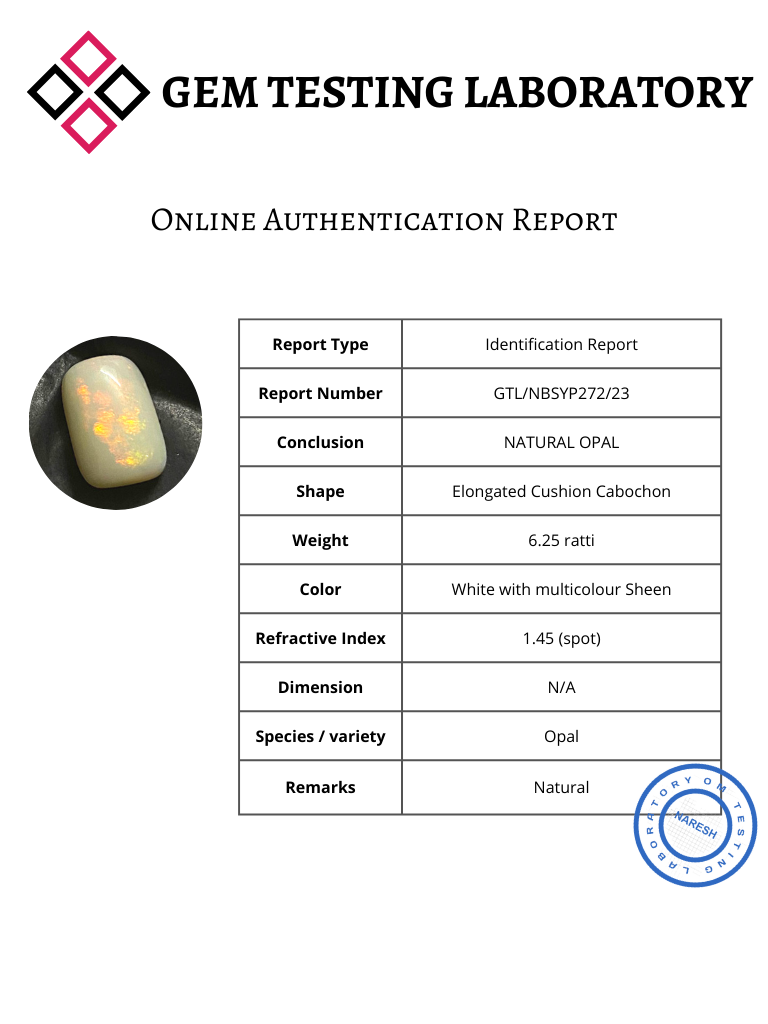 GEM TESTING LABORATORY
Online Authentication Report
Report Type Identification Report
Report Number GTL/NBSYP272/23
Conclusion NATURAL OPAL
Shape Elongated Cushion Cabochon
Weight 6.25 ratti
Color White with multicolour Sheen
Refractive Index 1.45 (spot)
Dimension N/A
Species / variety Opal
Remarks Natural
OM TESTING LABORATORY
NARESH